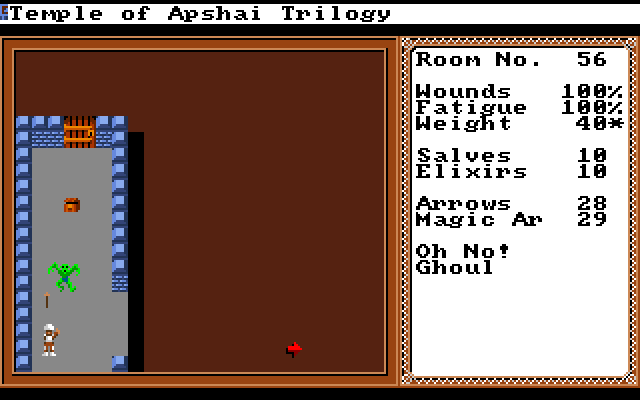 Temple of Apshai Trilogy
Room No. 56
Wounds 100%
Fatigue 100%
Weight 40*
Salves 10
Elixirs 10
Arrows 28
Magic Ar 29
Oh No!
Ghoul